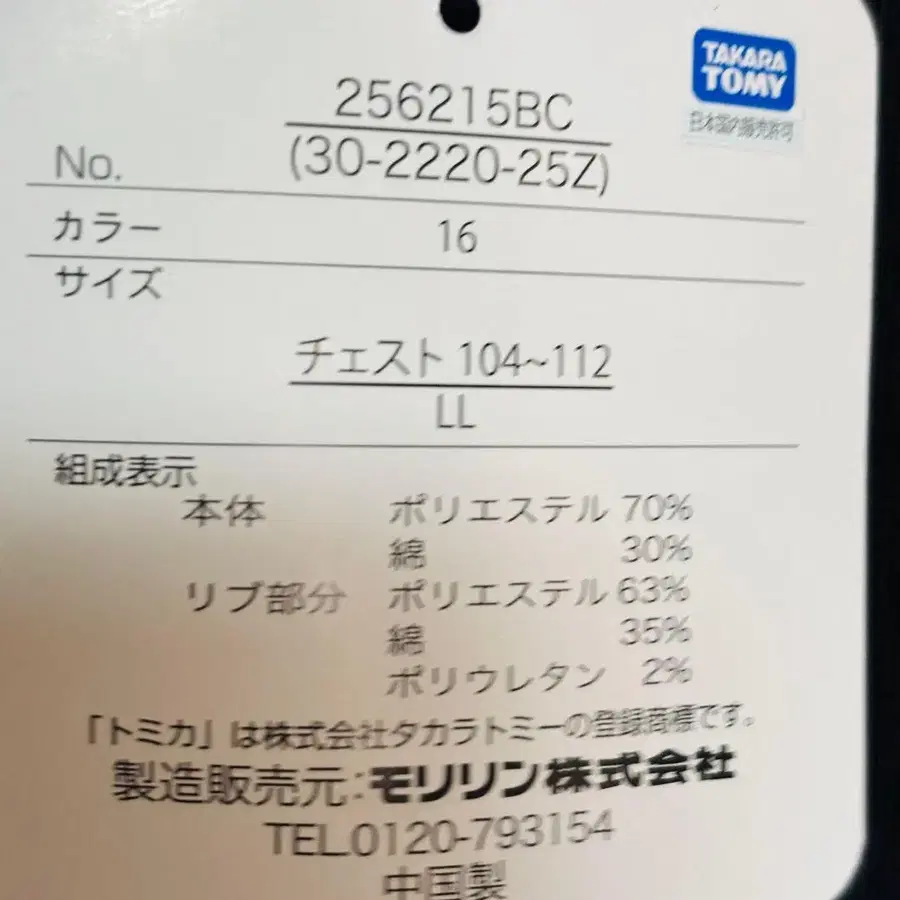 TAKARA
TOMY
日本国内販売許可
256215BC
No. (30-2220-25Z)
カラー 16
サイズ
チェスト 104~112
LL
組成表示
本体 ポリエステル 70%
綿 30%
リブ部分 ポリエステル 63%
綿 35%
ポリウレタン 2%
「トミカ」は株式会社タカラトミーの登録商標です。
製造販売元:モリリン株式会社
TEL.0120-793154
中国製